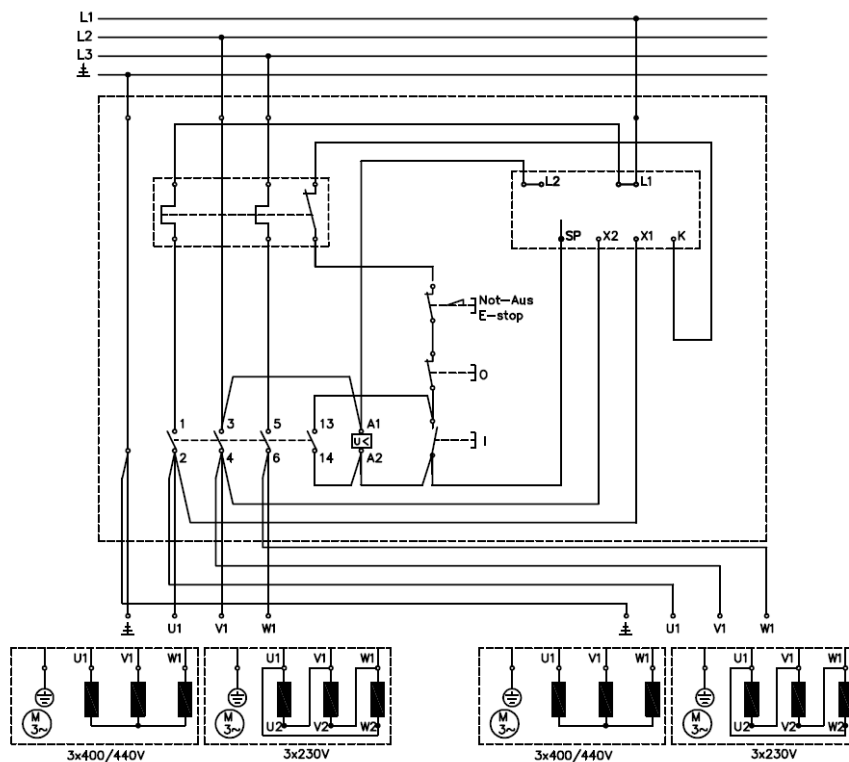 L1
L2
L3
L2 L1
SP X2 X1 K
Not-Aus
E-stop
O
1 3 5 13 A1
U<
I
2 4 6 14 A2
U1 V1 W1 U1 V1 W1
U1 V1 W1 U1 V1 W1 U1 V1 W1 U1 V1 W1
M
3~
M
3~
U2 V2 W2
M
3~
M
3~
U2 V2 W2
3x400/440V 3x230V 3x400/440V 3x230V